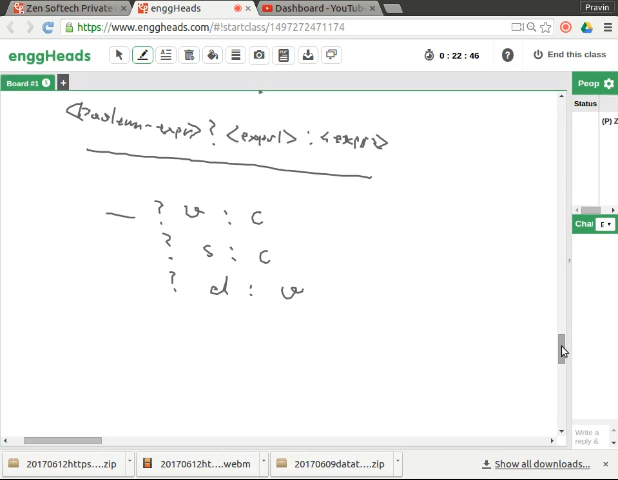 Zen Softech Private
enggHeads
Dashboard - YouTube
Pravin
https://www.enggheads.com/#!startclass/1497272471174
enggHeads
PDF
0 : 22 : 46
?
End this class
Board #1
+
Peop
Status
(P) Z
<boolean-expr> ? <expr1> : <expr2>
— ? v : c
? s : c
? d : v
Chat
E
Write a
reply &
20170612https....zip
20170612ht....webm
20170609datat....zip
Show all downloads...